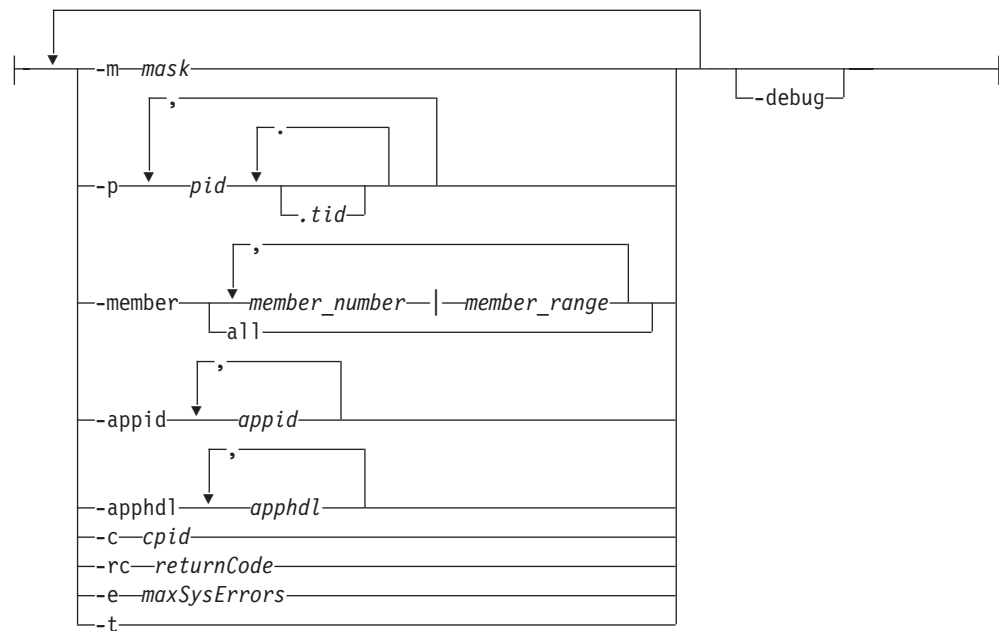 -m mask
-debug
,
.
-p pid
.tid
,
-member member_number | member_range
all
,
-appid appid
,
-apphdl apphdl
-c cpid
-rc returnCode
-e maxSysErrors
-t